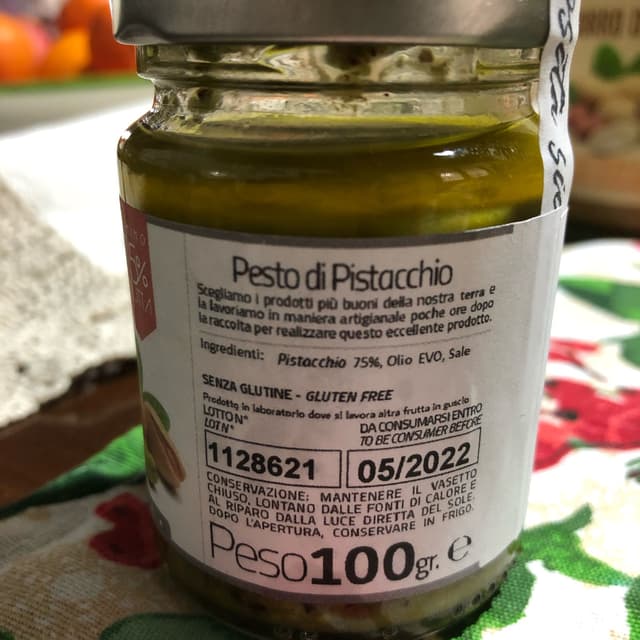 Pesto di Pistacchio
Scegliamo i prodotti più buoni della nostra terra e
la lavoriamo in maniera artigianale poche ore dopo
la raccolta per realizzare questo eccellente prodotto.
Ingredienti: Pistacchio 75%, Olio EVO, Sale
SENZA GLUTINE - GLUTEN FREE
Prodotto in laboratorio dove si lavora altra frutta in guscio
LOTTO N° DA CONSUMARSI ENTRO
LOT N° TO BE CONSUMER BEFORE
1128621 05/2022
CONSERVAZIONE: MANTENERE IL VASETTO
CHIUSO, LONTANO DALLE FONTI DI CALORE E
AL RIPARO DALLA LUCE DIRETTA DEL SOLE.
DOPO L'APERTURA, CONSERVARE IN FRIGO.
Peso 100 gr. ℮